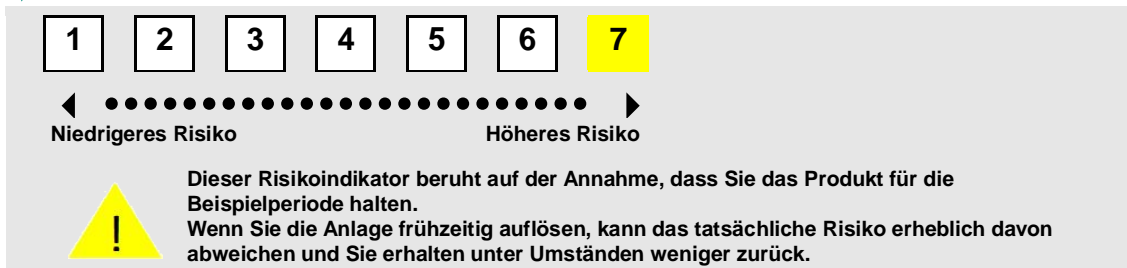 1 2 3 4 5 6 7
Niedrigeres Risiko Höheres Risiko
Dieser Risikoindikator beruht auf der Annahme, dass Sie das Produkt für die
Beispielperiode halten.
!
Wenn Sie die Anlage frühzeitig auflösen, kann das tatsächliche Risiko erheblich davon
abweichen und Sie erhalten unter Umständen weniger zurück.